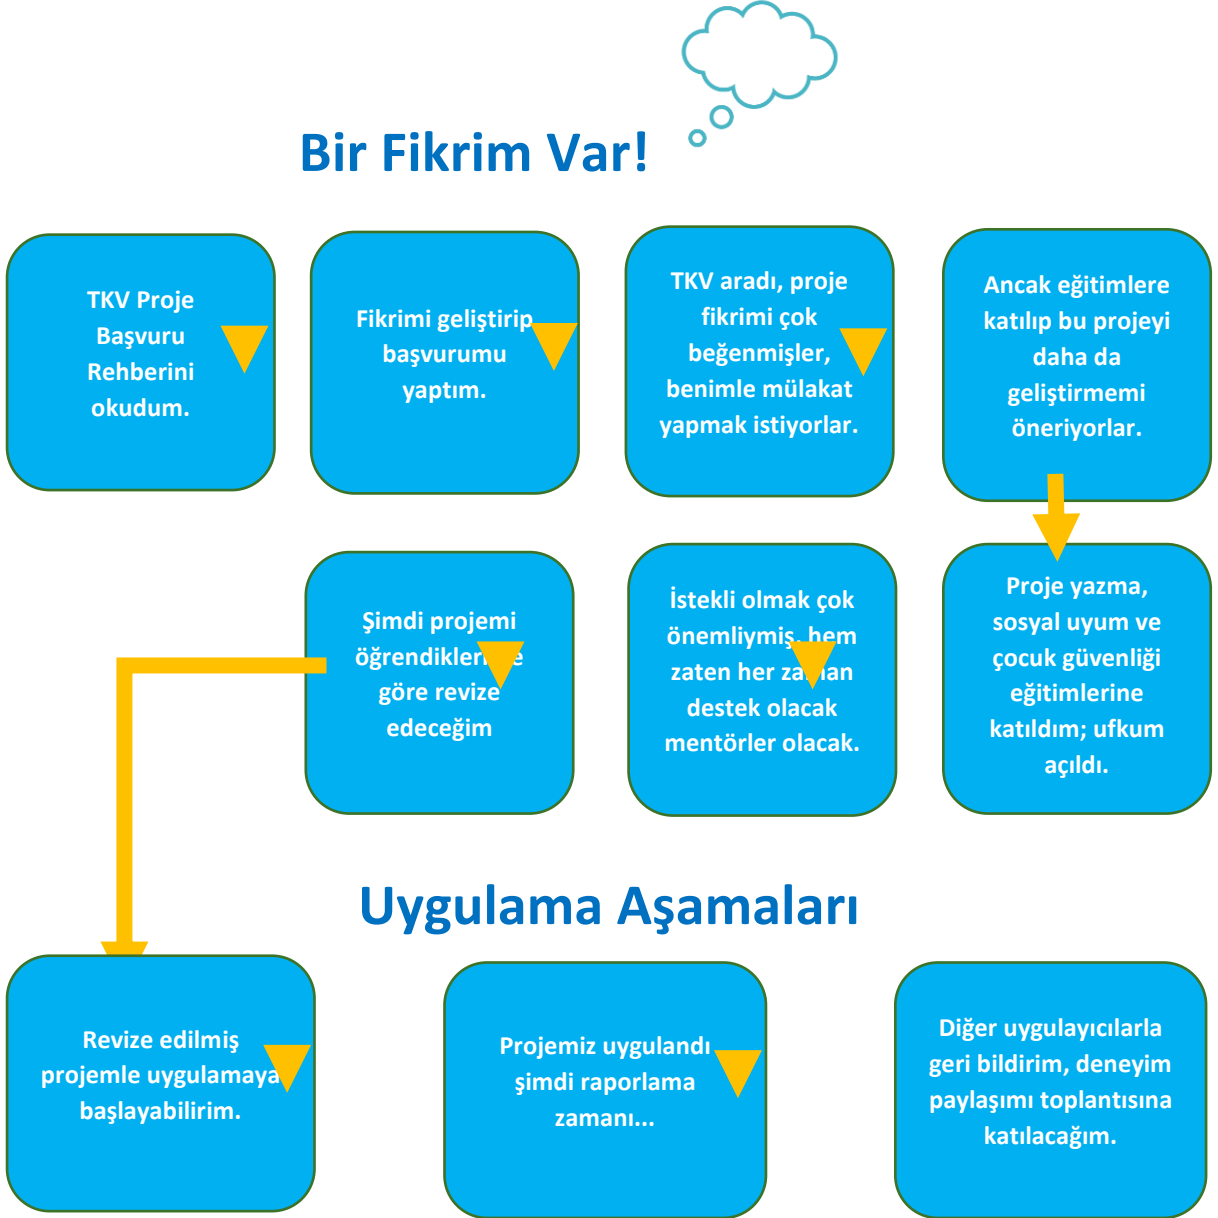 Bir Fikrim Var!
TKV Proje
Başvuru
Rehberini
okudum.
Fikrimi geliştirip
başvurumu
yaptım.
TKV aradı, proje
fikrimi çok
beğenmişler,
benimle mülakat
yapmak istiyorlar.
Ancak eğitimlere
katılıp bu projeyi
daha da
geliştirmemi
öneriyorlar.
Proje yazma,
sosyal uyum ve
çocuk güvenliği
eğitimlerine
katıldım; ufkum
açıldı.
İstekli olmak çok
önemliymiş, hem
zaten her zaman
destek olacak
mentörler olacak.
Şimdi projemi
göre revize
edeceğim
Uygulama Aşamaları
Revize edilmiş
projemle uygulamaya
başlayabilirim.
Projemiz uygulandı
şimdi raporlama
zamanı...
Diğer uygulayıcılarla
geri bildirim, deneyim
paylaşımı toplantısına
katılacağım.